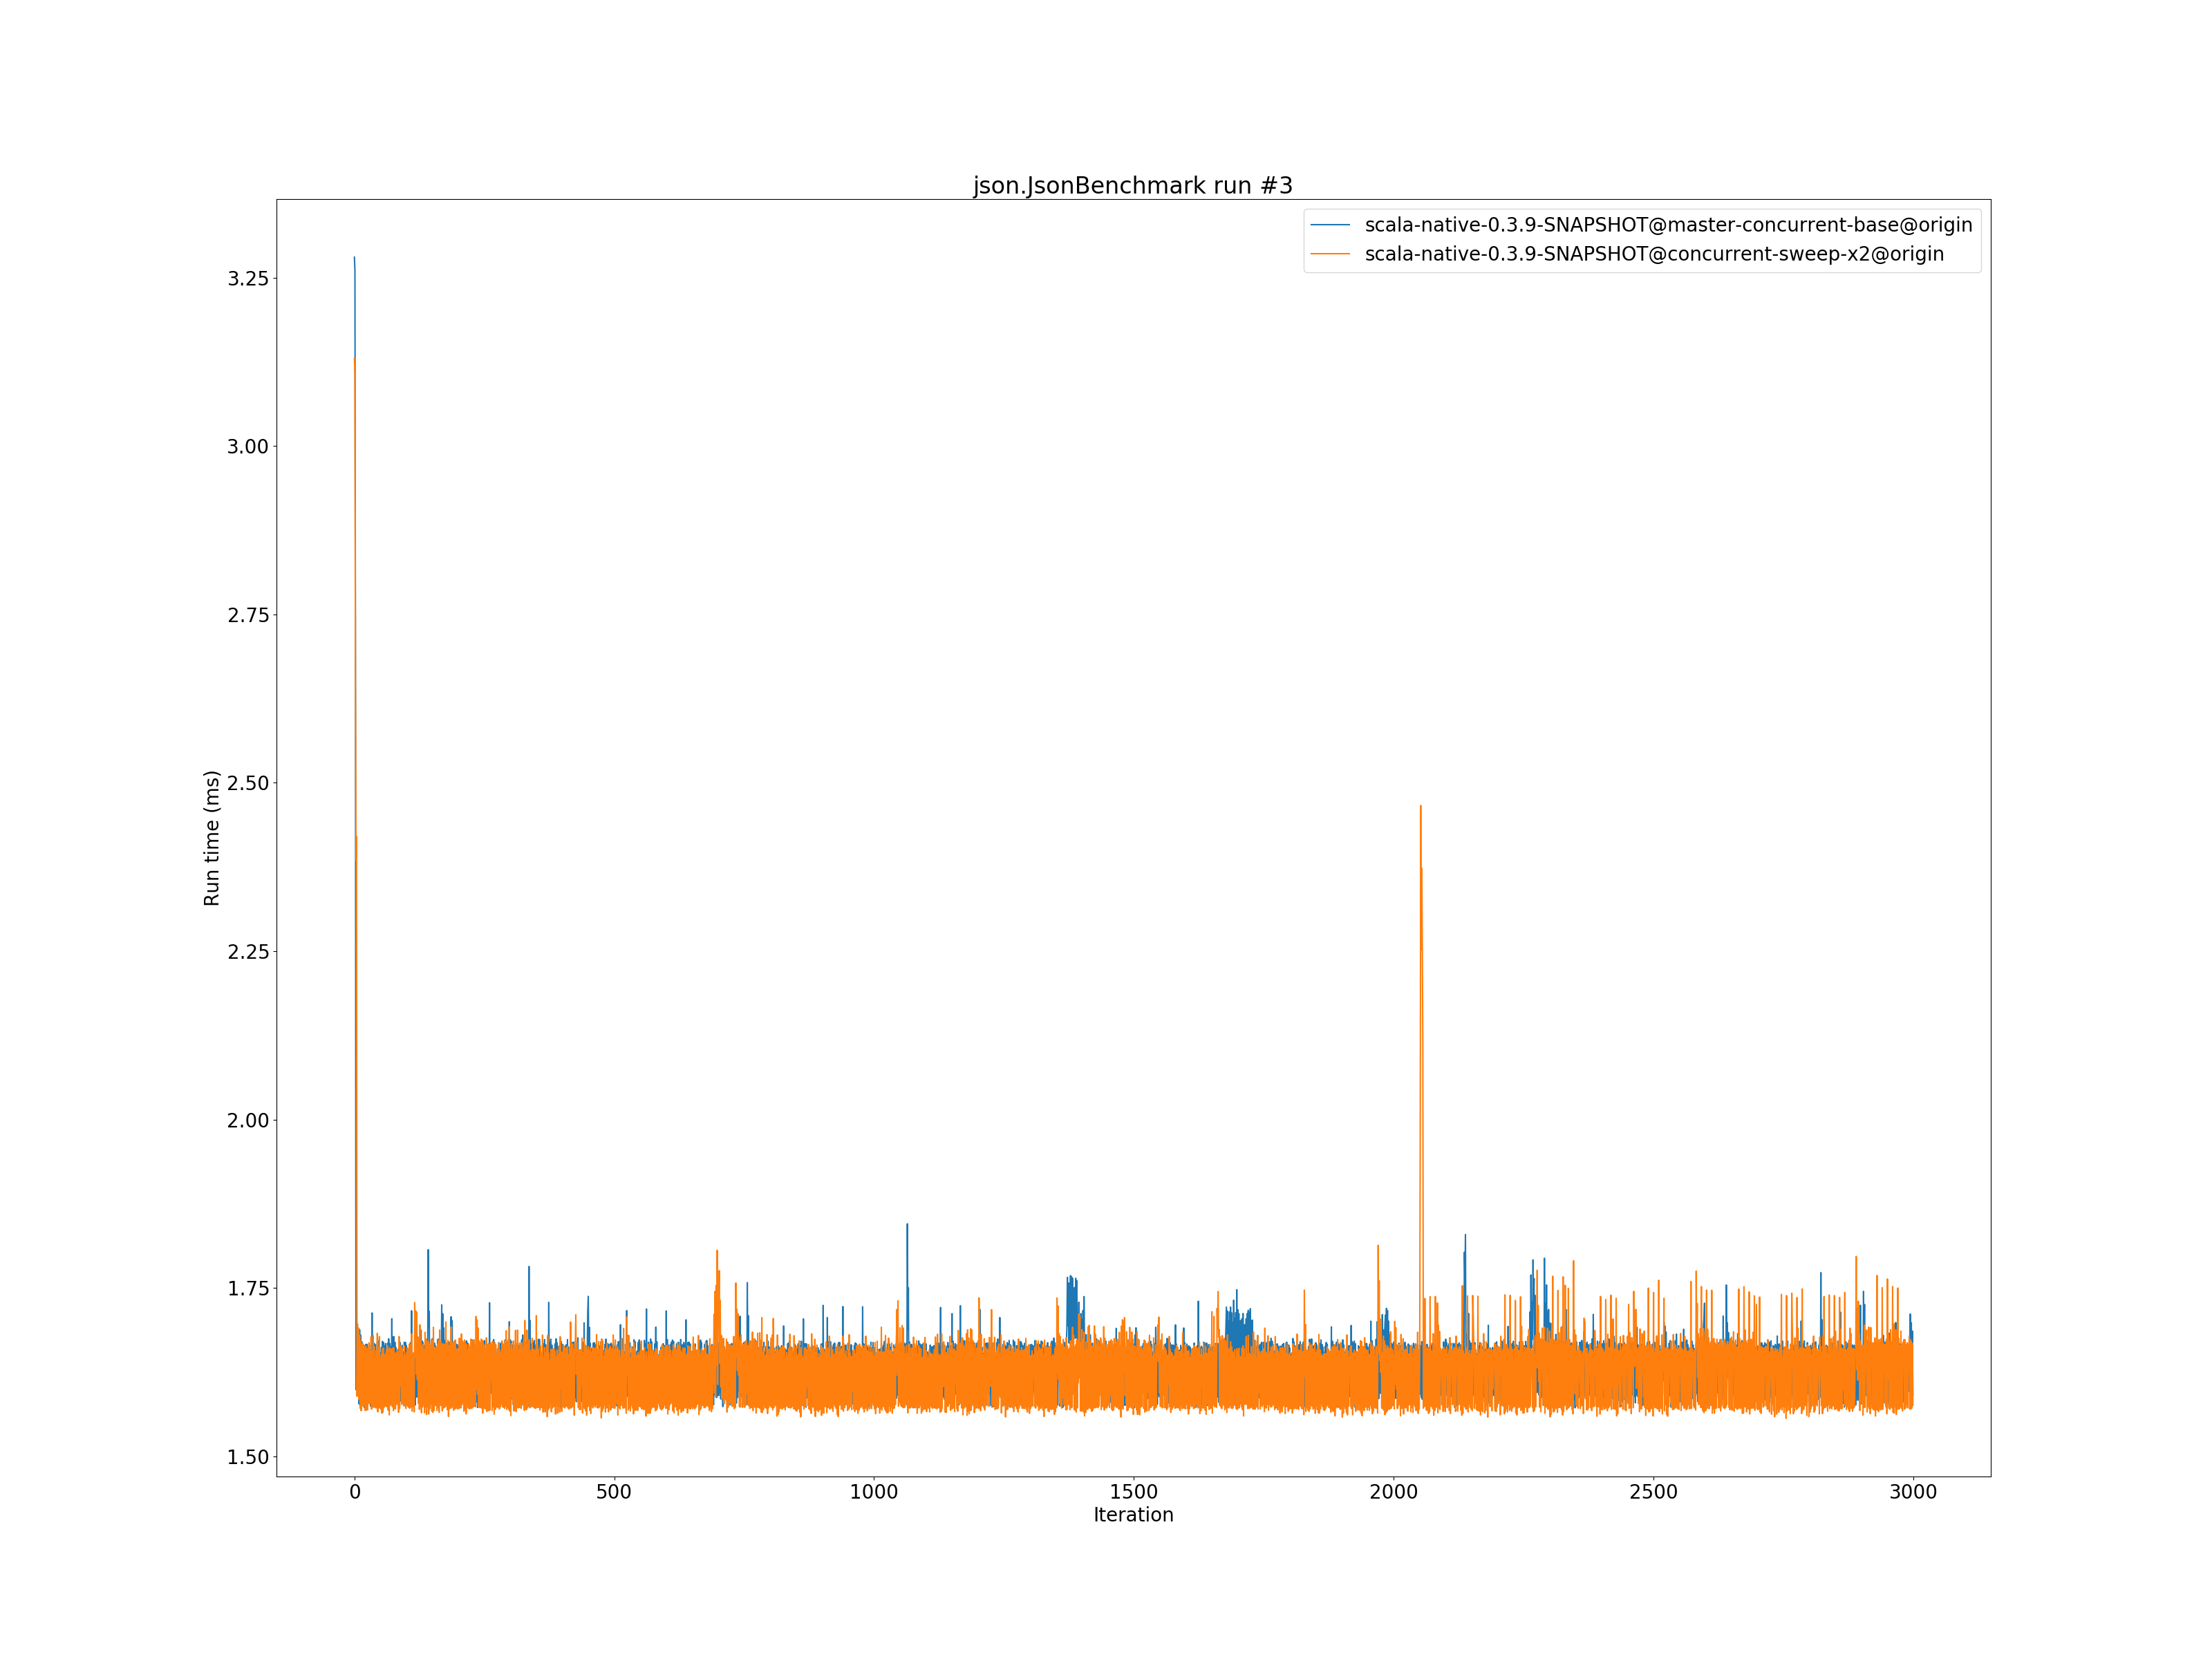 json.JsonBenchmark run #3
scala-native-0.3.9-SNAPSHOT@master-concurrent-base@origin
scala-native-0.3.9-SNAPSHOT@concurrent-sweep-x2@origin
3.25
3.00
2.75
2.50
2.25
2.00
1.75
1.50
Run time (ms)
0 500 1000 1500 2000 2500 3000
Iteration